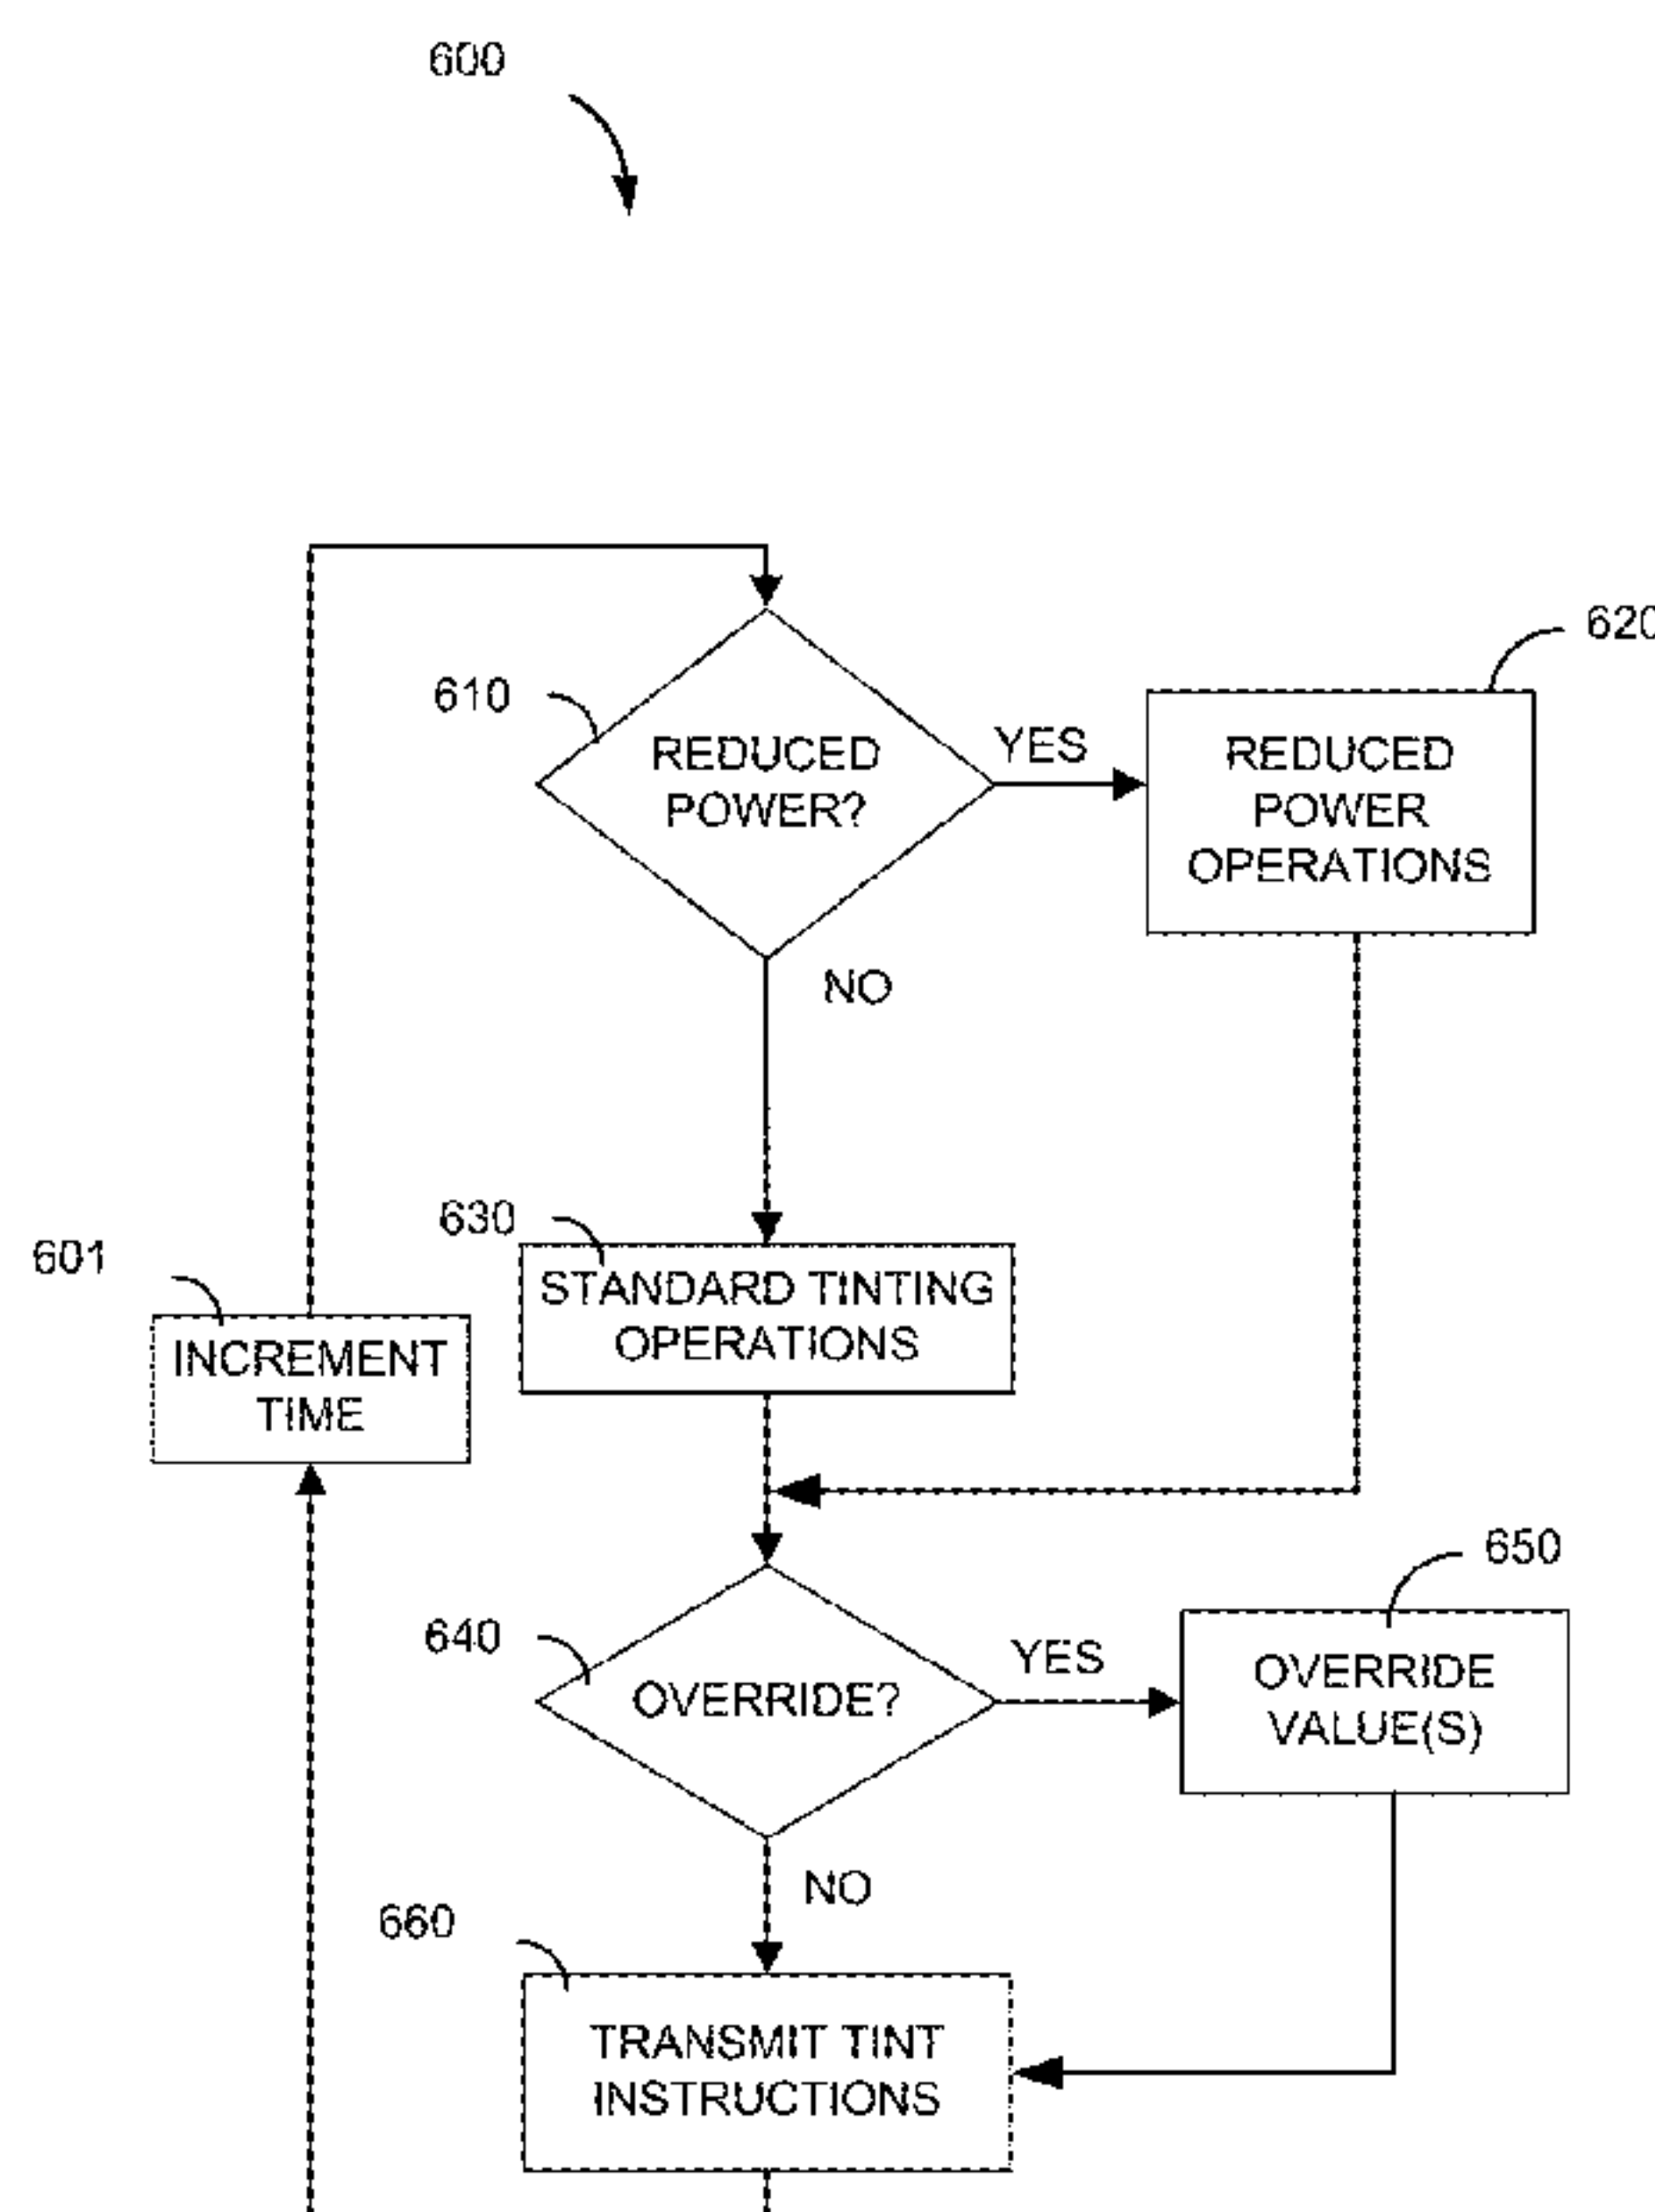 600
620
610
REDUCED
POWER?
YES
REDUCED
POWER
OPERATIONS
NO
630
601
STANDARD TINTING
OPERATIONS
INCREMENT
TIME
650
640
OVERRIDE?
YES
OVERRIDE
VALUE(S)
NO
660
TRANSMIT TINT
INSTRUCTIONS